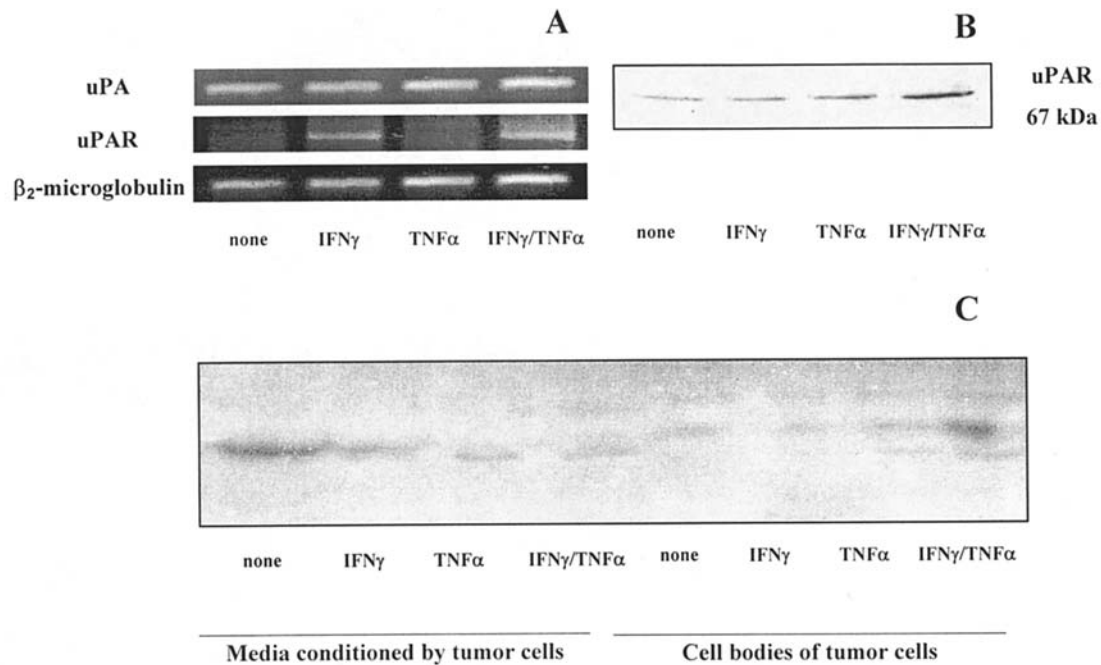 A
B
uPA
uPAR
β2-microglobulin
none IFNγ TNFα IFNγ/TNFα
uPAR
67 kDa
none IFNγ TNFα IFNγ/TNFα
C
none IFNγ TNFα IFNγ/TNFα none IFNγ TNFα IFNγ/TNFα
Media conditioned by tumor cells
Cell bodies of tumor cells